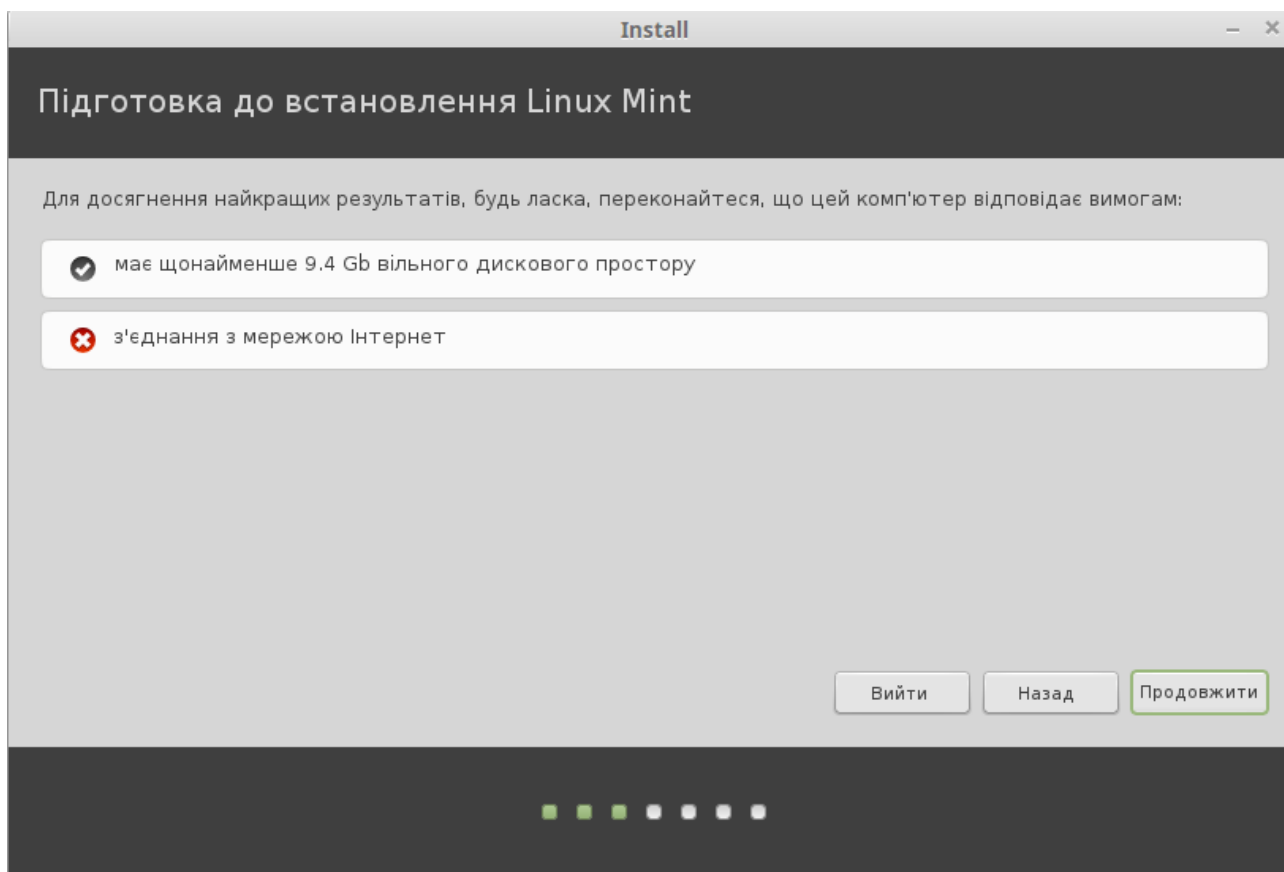 Install
Підготовка до встановлення Linux Mint
Для досягнення найкращих результатів, будь ласка, переконайтеся, що цей комп'ютер відповідає вимогам:
має щонайменше 9.4 Gb вільного дискового простору
з'єднання з мережою Інтернет
Вийти
Назад
Продовжити